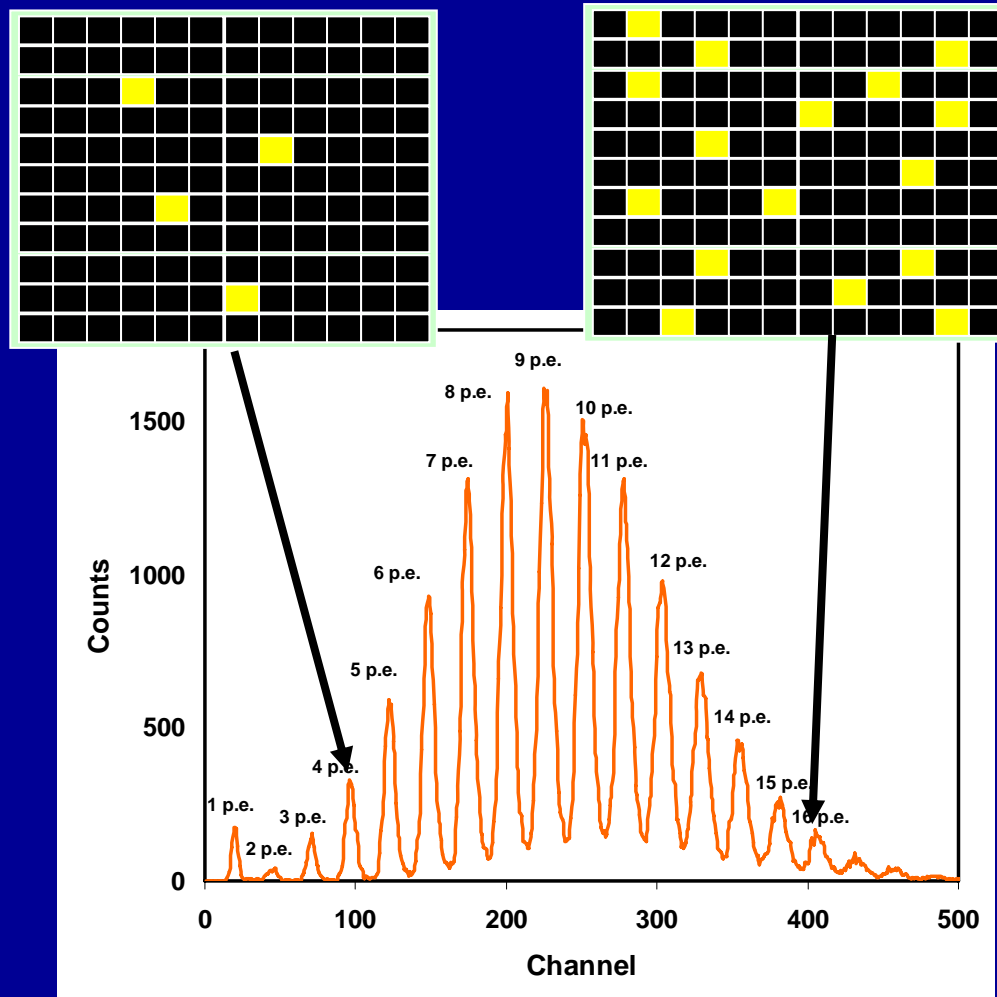 9 p.e.
8 p.e.
10 p.e.
1500
7 p.e.
11 p.e.
12 p.e.
6 p.e.
1000
13 p.e.
5 p.e.
14 p.e.
500
4 p.e.
15 p.e.
1 p.e.
3 p.e.
16 p.e.
2 p.e.
0
Counts
0 100 200 300 400 500
Channel